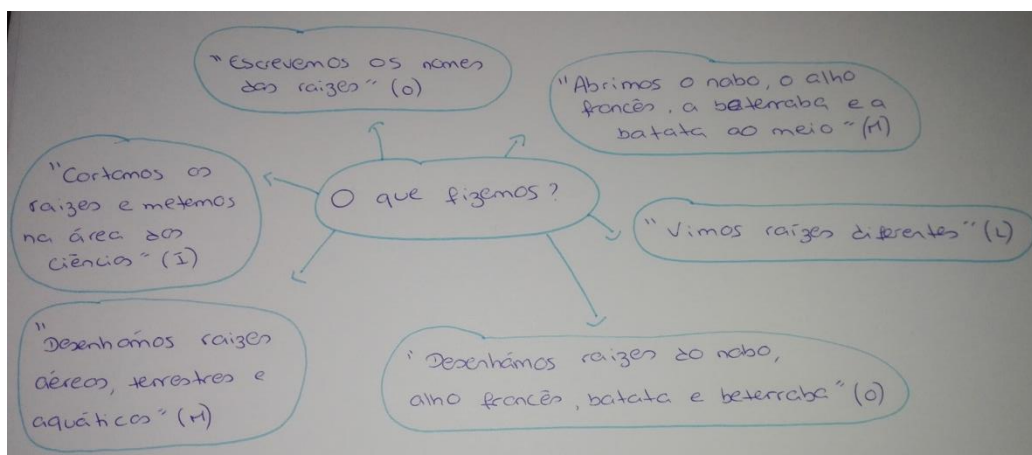 "Escrevemos os nomes
das raizes" (O)
"Abrimos o nabo, o alho
francês, a beterraba e a
batata ao meio" (M)
"Cortamos as
raizes e metemos
na área das
ciências" (I)
O que fizemos?
"Vimos raízes diferentes" (L)
"Desenhámos raizes
aéreas, terrestres e
aquáticas" (M)
"Desenhámos raizes do nabo,
alho francês, batata e beterraba" (O)